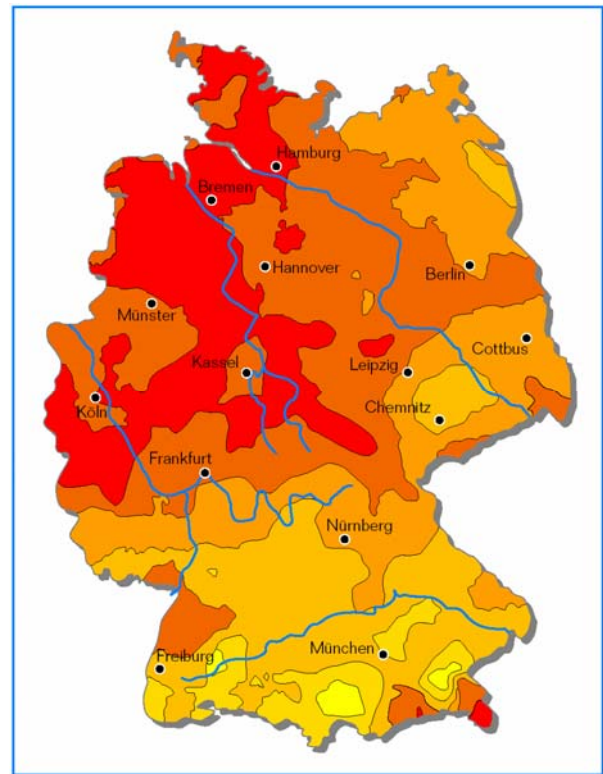 Hamburg
Bremen
Hannover
Berlin
Münster
Cottbus
Kassel
Leipzig
Köln
Chemnitz
Frankfurt
Nürnberg
München
Freiburg